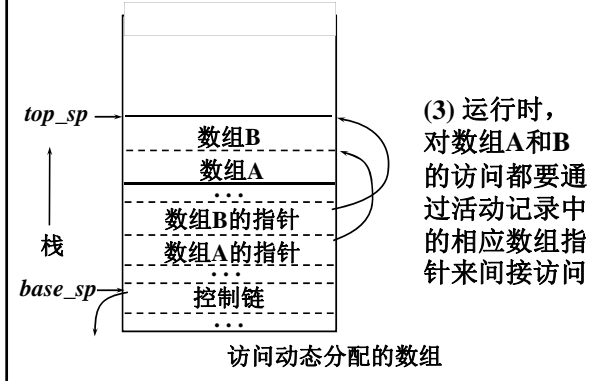 top_sp
数组B
数组A
...
数组B的指针
数组A的指针
...
栈
base_sp
控制链
...
(3) 运行时，
对数组A和B
的访问都要通
过活动记录中
的相应数组指
针来间接访问
访问动态分配的数组